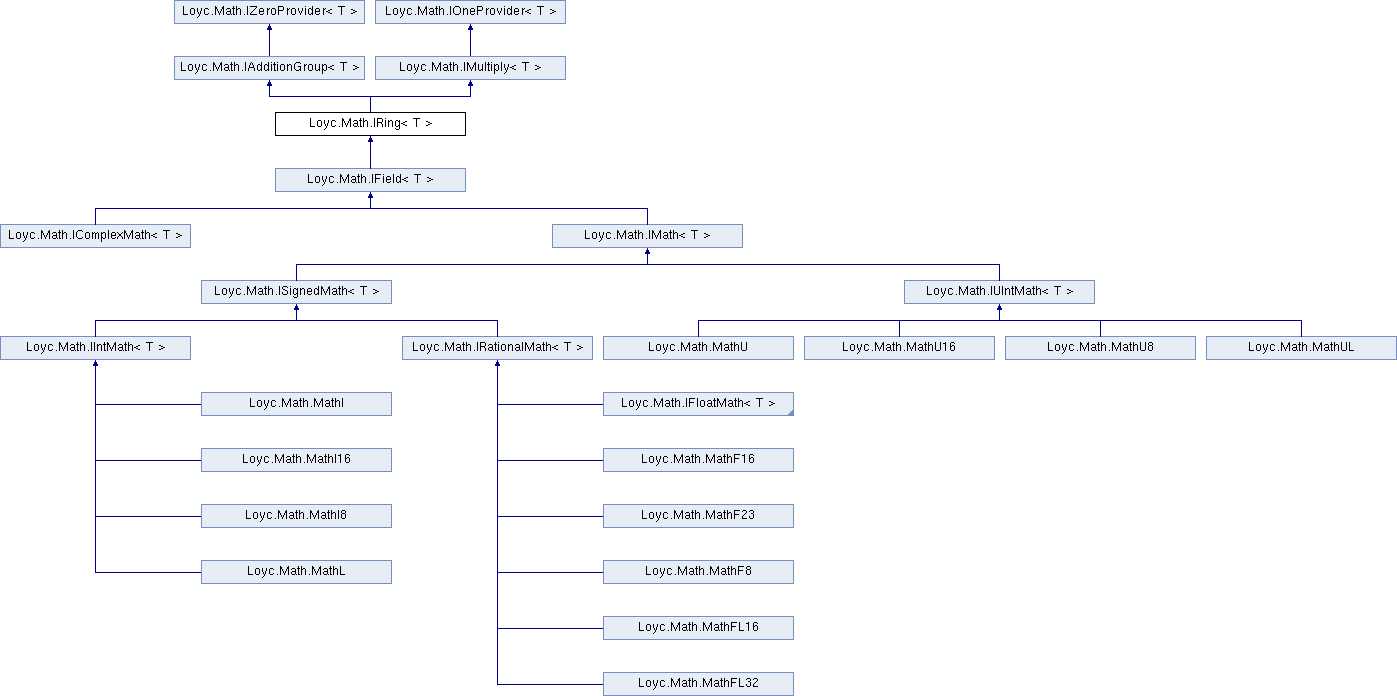 Loyc.Math.IZeroProvider< T >
Loyc.Math.IOneProvider< T >
Loyc.Math.IAdditionGroup< T >
Loyc.Math.IMultiply< T >
Loyc.Math.IRing< T >
Loyc.Math.IField< T >
Loyc.Math.IComplexMath< T >
Loyc.Math.IMath< T >
Loyc.Math.ISignedMath< T >
Loyc.Math.IUIntMath< T >
Loyc.Math.IIntMath< T >
Loyc.Math.IRationalMath< T >
Loyc.Math.MathU
Loyc.Math.MathU16
Loyc.Math.MathU8
Loyc.Math.MathUL
Loyc.Math.MathI
Loyc.Math.IFloatMath< T >
Loyc.Math.MathI16
Loyc.Math.MathF16
Loyc.Math.MathI8
Loyc.Math.MathF23
Loyc.Math.MathL
Loyc.Math.MathF8
Loyc.Math.MathFL16
Loyc.Math.MathFL32